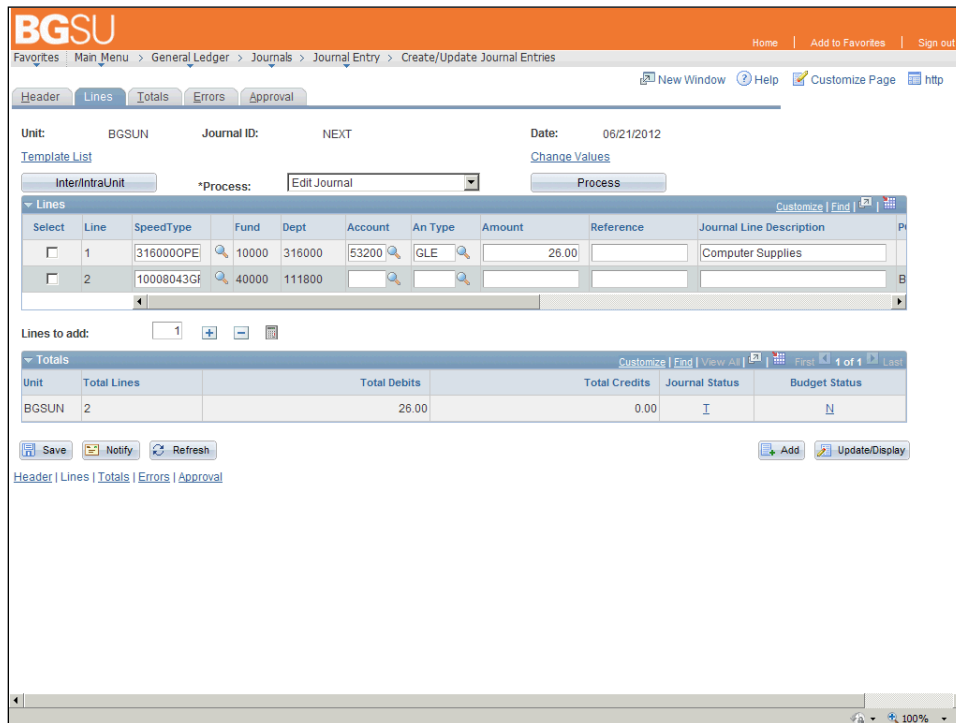 BGSU
Home | Add to Favorites | Sign out
Favorites Main Menu > General Ledger > Journals > Journal Entry > Create/Update Journal Entries
New Window Help Customize Page http
Header Lines Totals Errors Approval
Unit: BGSUN Journal ID: NEXT Date: 06/21/2012
Template List Change Values
Inter/IntraUnit *Process: Edit Journal Process
Lines Customize | Find |
Select Line SpeedType Fund Dept Account An Type Amount Reference Journal Line Description
1 316000OPE 10000 316000 53200 GLE 26.00 Computer Supplies
2 10008043GF 40000 111800 B
Lines to add: 1
Totals Customize | Find | View All | First 1 of 1 Last
Unit Total Lines Total Debits Total Credits Journal Status Budget Status
BGSUN 2 26.00 0.00 T N
Save Notify Refresh Add Update/Display
Header | Lines | Totals | Errors | Approval
100%